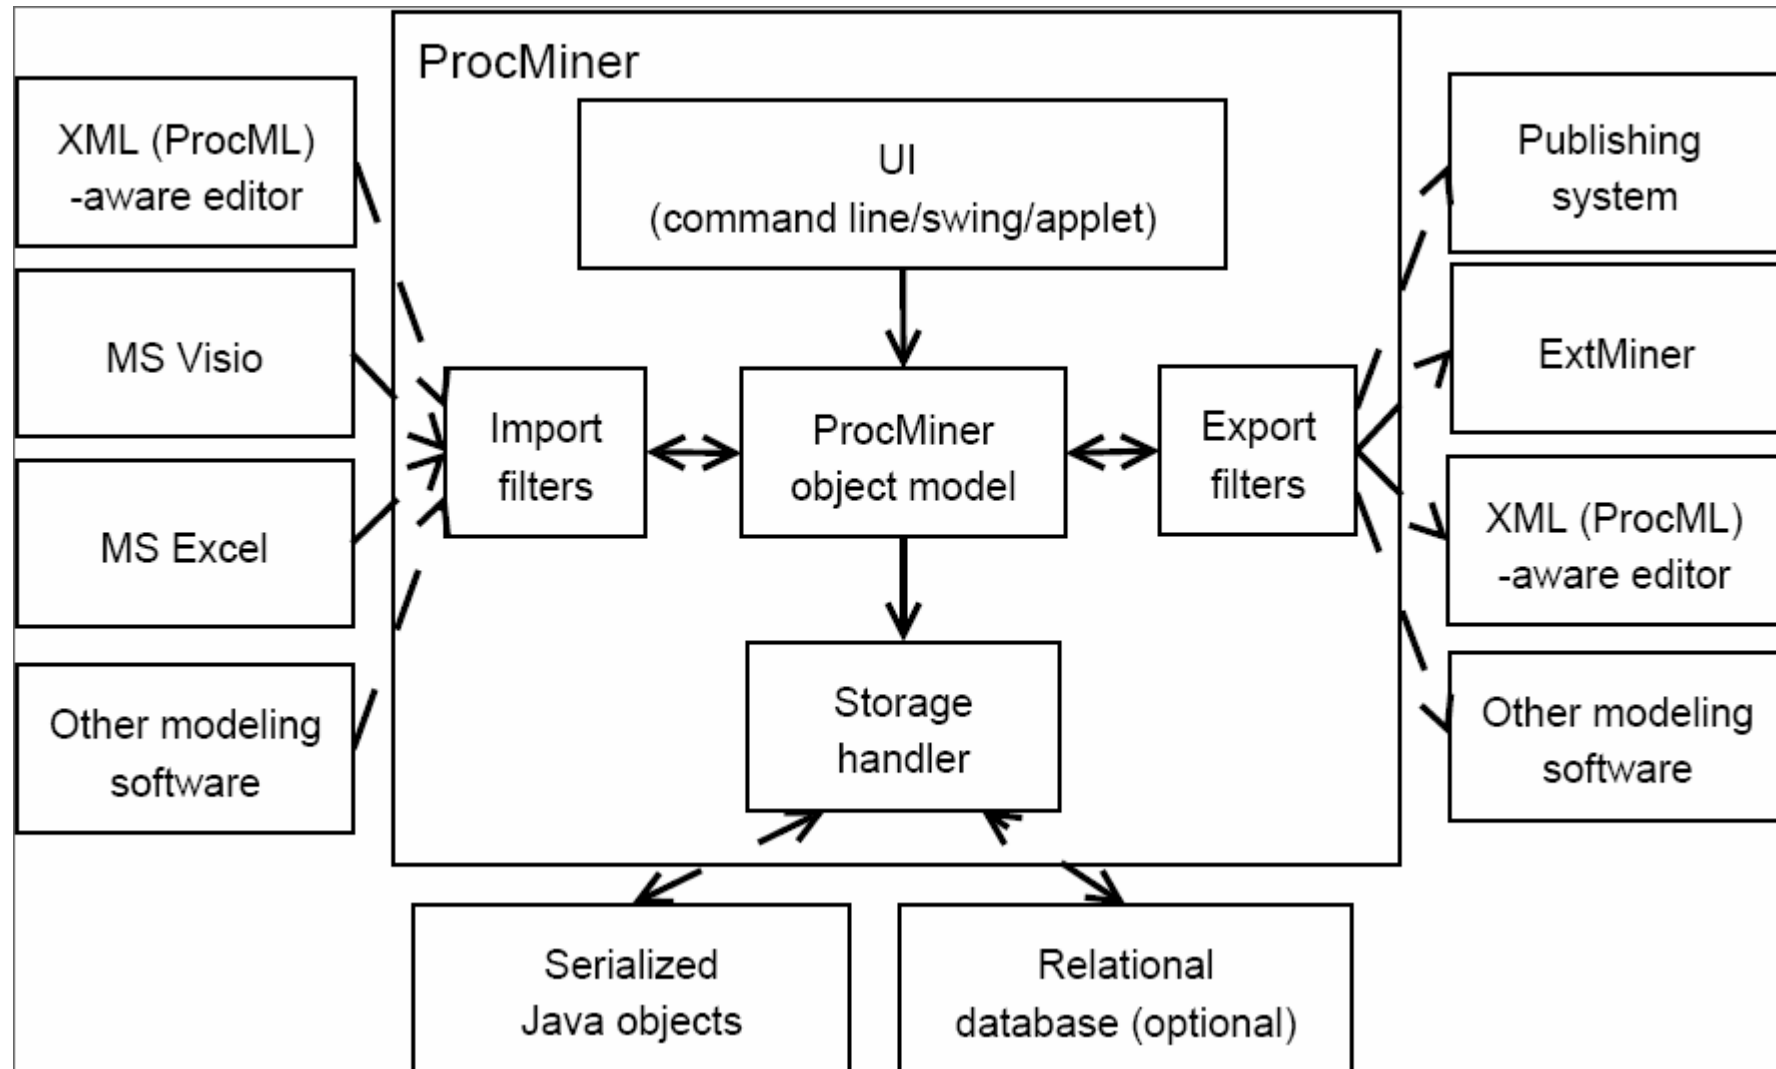 ProcMiner
XML (ProcML)
-aware editor
MS Visio
MS Excel
Other modeling
software
UI
(command line/swing/applet)
Import
filters
ProcMiner
object model
Export
filters
Storage
handler
Publishing
system
ExtMiner
XML (ProcML)
-aware editor
Other modeling
software
Serialized
Java objects
Relational
database (optional)